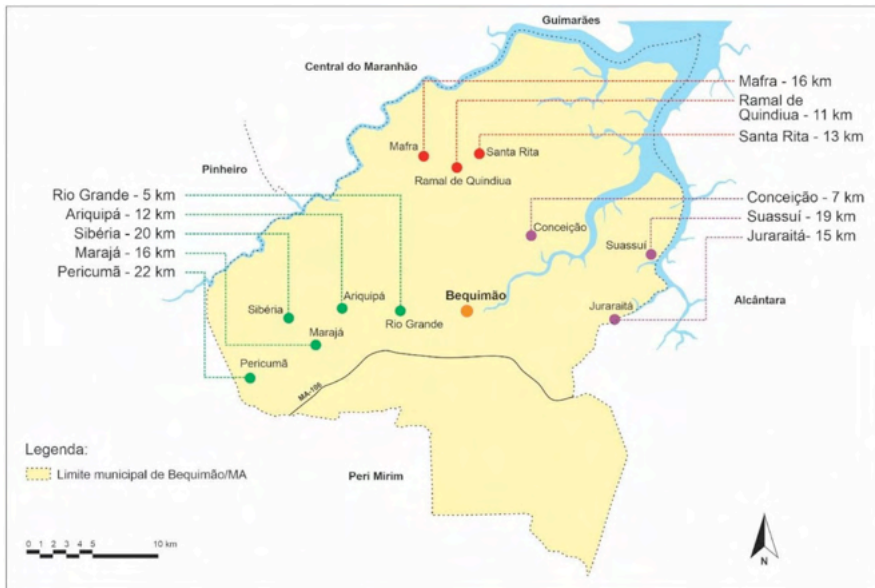 Guimarães
Central do Maranhão
Mafra - 16 km
Ramal de
Quindiua - 11 km
Santa Rita - 13 km
Mafra
Santa Rita
Ramal de Quindiua
Pinheiro
Rio Grande - 5 km
Ariquipá - 12 km
Sibéria - 20 km
Marajá - 16 km
Pericumã - 22 km
Conceição - 7 km
Suassuí - 19 km
Juraraitá- 15 km
Conceição
Suassuí
Alcântara
Bequimão
Ariquipá
Sibéria
Rio Grande
Juraraitá
Marajá
Pericumã
MA-106
Legenda:
Limite municipal de Bequimão/MA
Peri Mirim
0 1 2 3 4 5 10 km
N